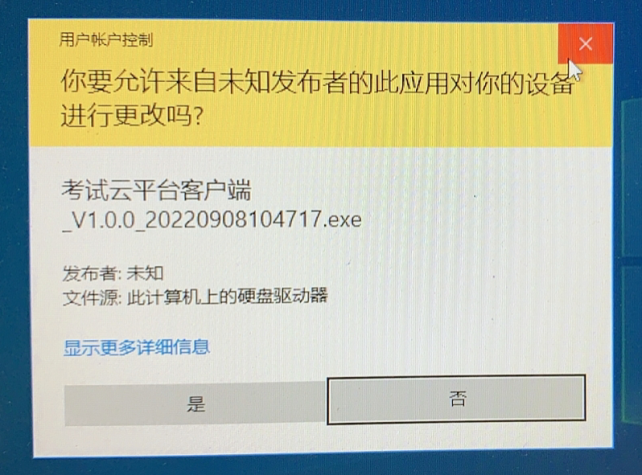 用户帐户控制
你要允许来自未知发布者的此应用对你的设备
进行更改吗?
考试云平台客户端
_V1.0.0_20220908104717.exe
发布者: 未知
文件源: 此计算机上的硬盘驱动器
显示更多详细信息
是
否